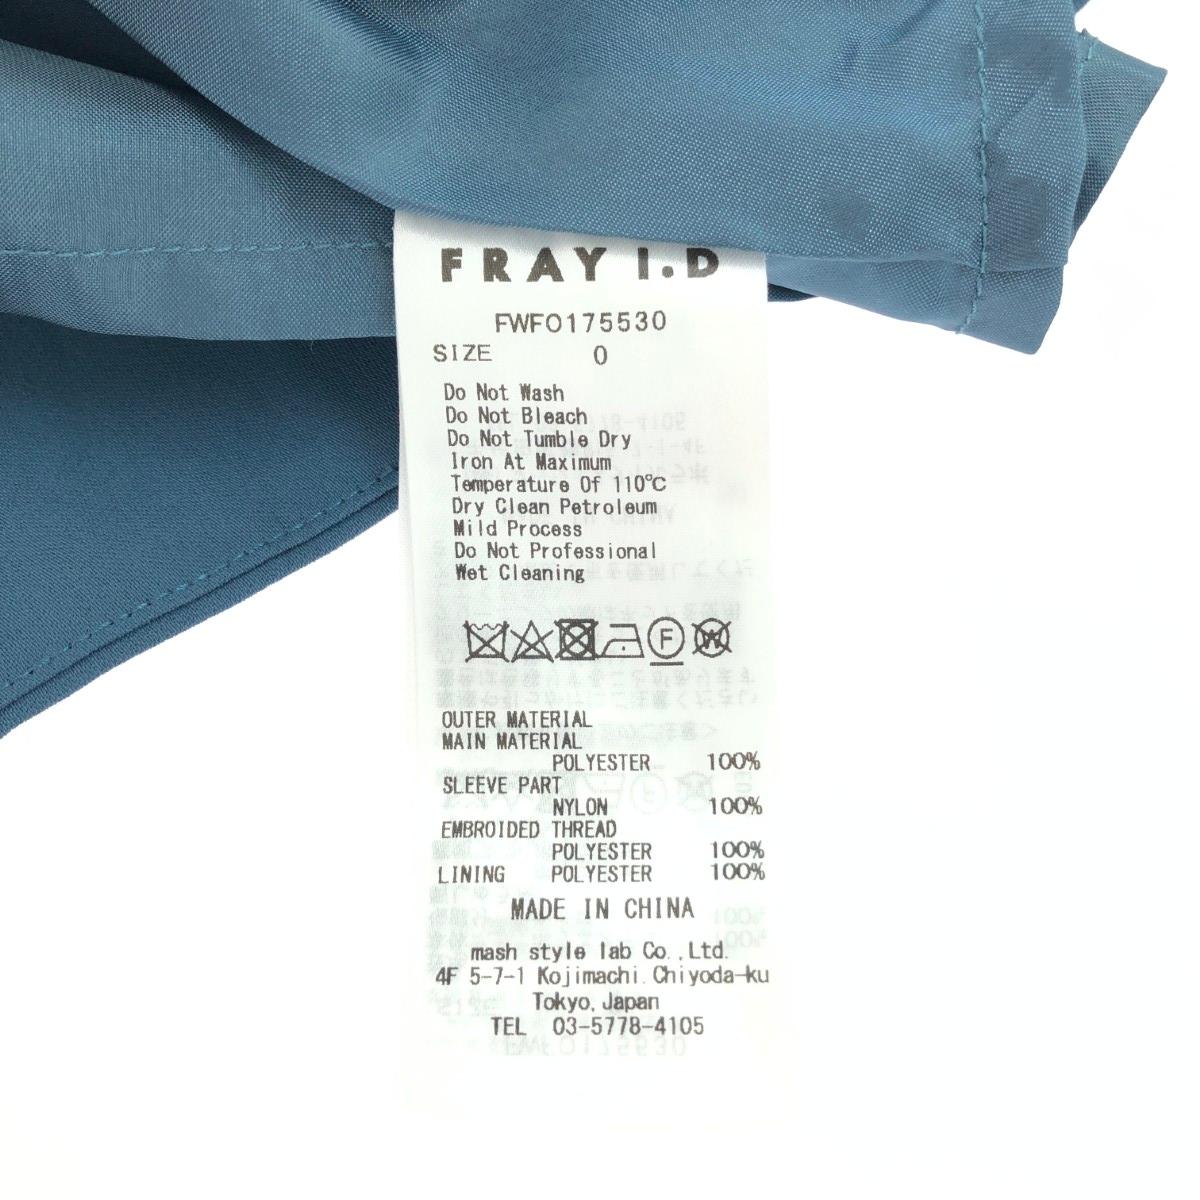 FRAY I.D
FWFO175530
SIZE 0
Do Not Wash
Do Not Bleach
Do Not Tumble Dry
Iron At Maximum
Temperature Of 110℃
Dry Clean Petroleum
Mild Process
Do Not Professional
Wet Cleaning
F W
OUTER MATERIAL
MAIN MATERIAL
POLYESTER 100%
SLEEVE PART
NYLON 100%
EMBROIDED THREAD
POLYESTER 100%
LINING POLYESTER 100%
MADE IN CHINA
mash style lab Co.,Ltd.
4F 5-7-1 Kojimachi.Chiyoda-ku
Tokyo,Japan
TEL 03-5778-4105